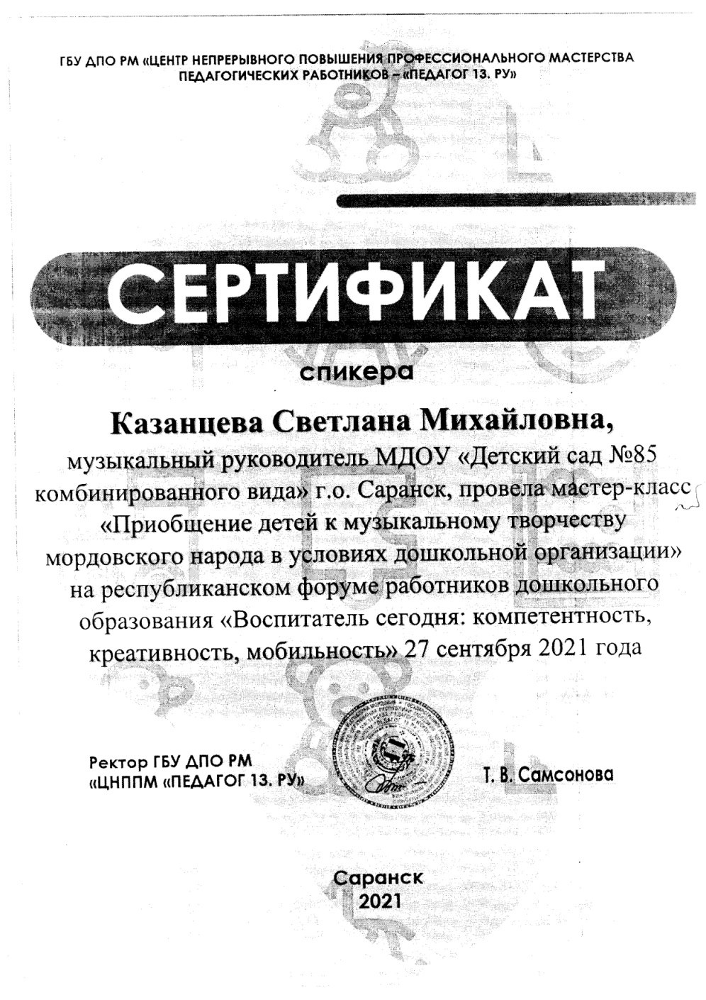 ГБУ ДПО РМ «ЦЕНТР НЕПРЕРЫВНОГО ПОВЫШЕНИЯ ПРОФЕССИОНАЛЬНОГО МАСТЕРСТВА
ПЕДАГОГИЧЕСКИХ РАБОТНИКОВ – «ПЕДАГОГ 13. РУ»
СЕРТИФИКАТ
спикера
Казанцева Светлана Михайловна,
музыкальный руководитель МДОУ «Детский сад №85
комбинированного вида» г.о. Саранск, провела мастер-класс
«Приобщение детей к музыкальному творчеству
мордовского народа в условиях дошкольной организации»
на республиканском форуме работников дошкольного
образования «Воспитатель сегодня: компетентность,
креативность, мобильность» 27 сентября 2021 года
Ректор ГБУ ДПО РМ
«ЦНППМ «ПЕДАГОГ 13. РУ»
Т. В. Самсонова
Саранск
2021